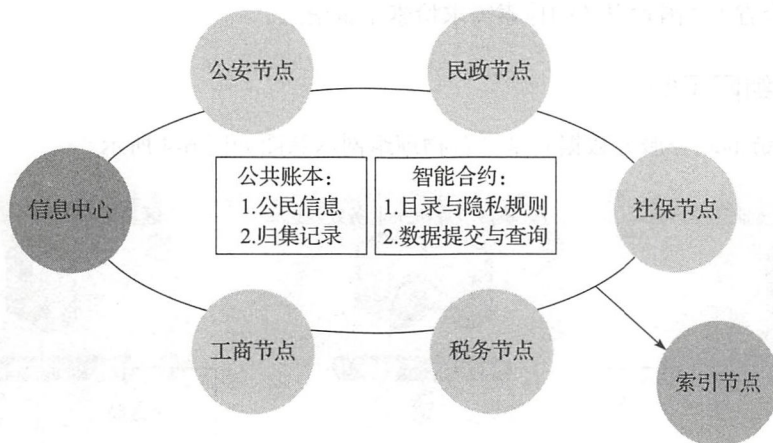 公安节点
民政节点
信息中心
公共账本：
1.公民信息
2.归集记录
智能合约：
1.目录与隐私规则
2.数据提交与查询
社保节点
工商节点
税务节点
索引节点